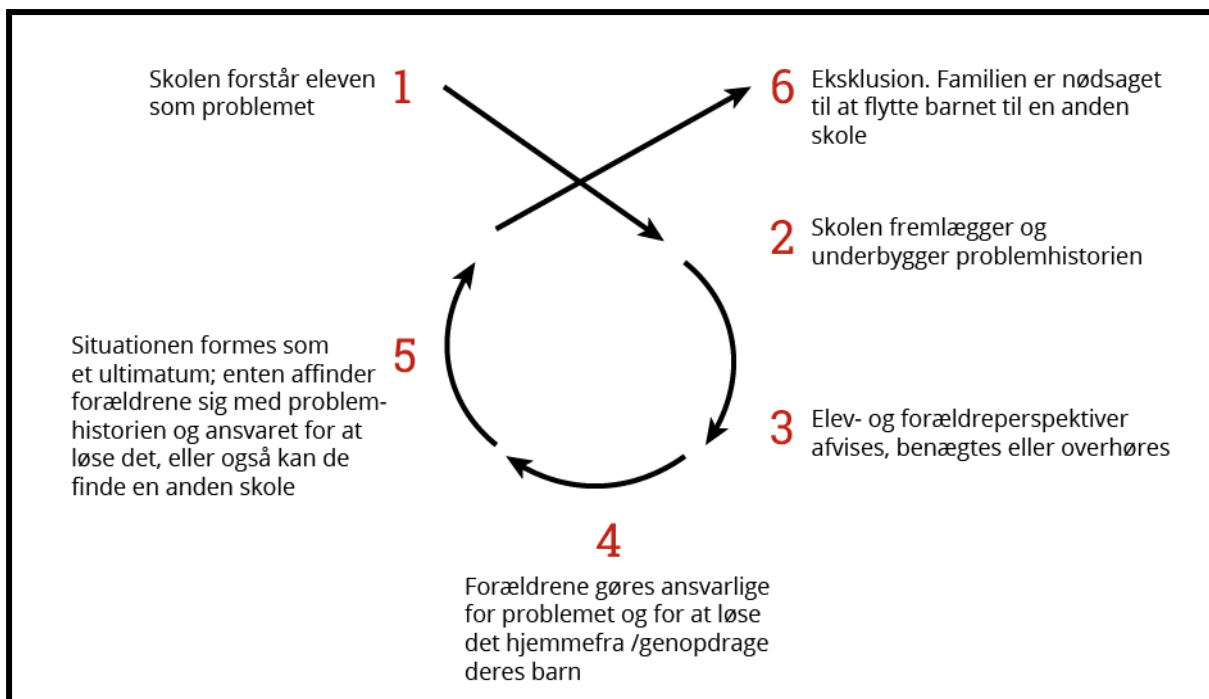 1
Skolen forstår eleven
som problemet
6
Eksklusion. Familien er nødsaget
til at flytte barnet til en anden
skole
2
Skolen fremlægger og
underbygger problemhistorien
3
Elev- og forældreperspektiver
afvises, benægtes eller overhøres
4
Forældrene gøres ansvarlige
for problemet og for at løse
det hjemmefra /genopdrage
deres barn
5
Situationen formes som
et ultimatum; enten affinder
forældrene sig med problem-
historien og ansvaret for at
løse det, eller også kan de
finde en anden skole